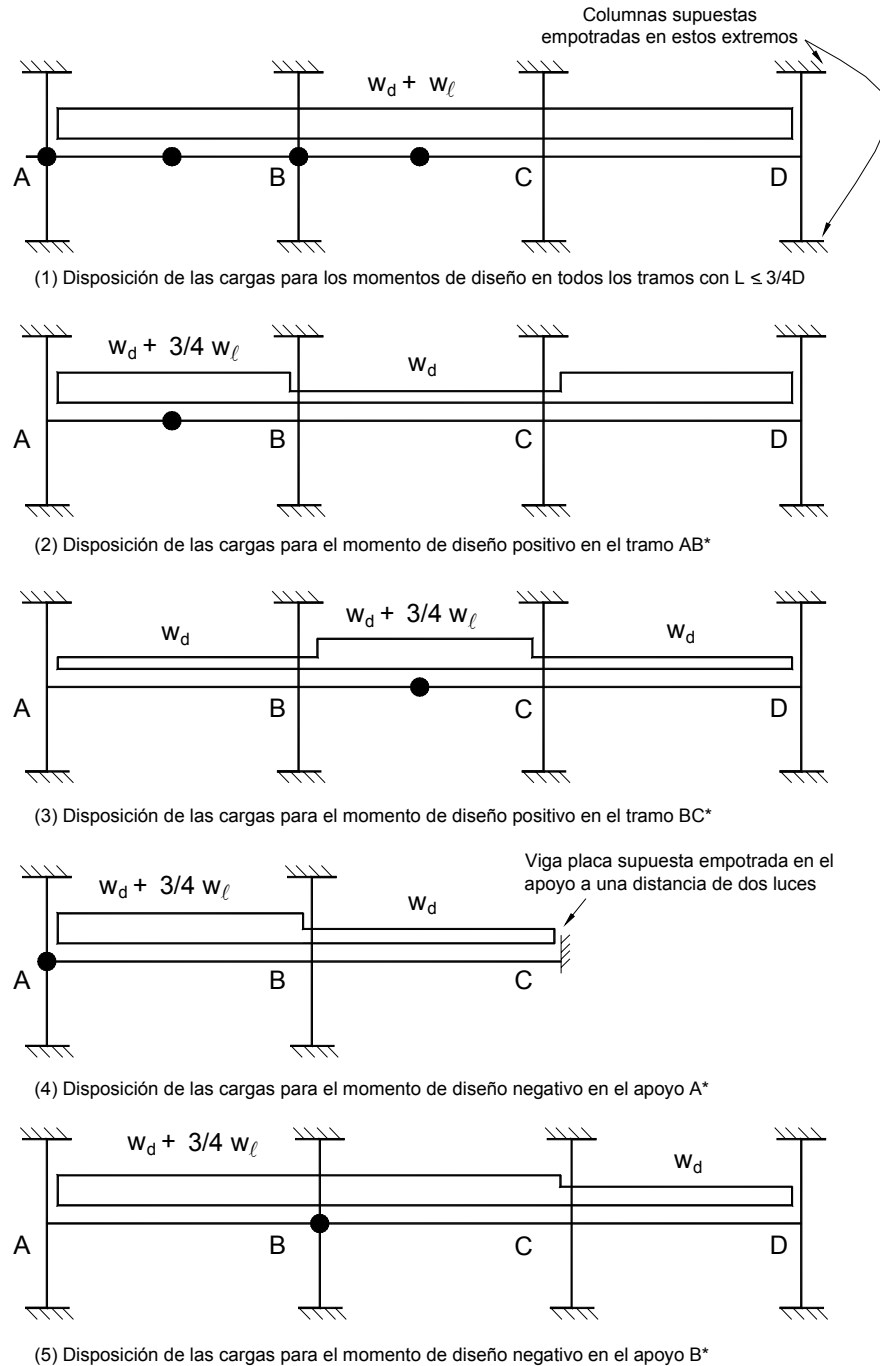 Columnas supuestas
empotradas en estos extremos
w_d + w_ℓ
A B C D
(1) Disposición de las cargas para los momentos de diseño en todos los tramos con L ≤ 3/4D
w_d + 3/4 w_ℓ
w_d
A B C D
(2) Disposición de las cargas para el momento de diseño positivo en el tramo AB*
w_d
w_d + 3/4 w_ℓ
w_d
A B C D
(3) Disposición de las cargas para el momento de diseño positivo en el tramo BC*
Viga placa supuesta empotrada en el
apoyo a una distancia de dos luces
w_d + 3/4 w_ℓ
w_d
A B C
(4) Disposición de las cargas para el momento de diseño negativo en el apoyo A*
w_d + 3/4 w_ℓ
w_d
A B C D
(5) Disposición de las cargas para el momento de diseño negativo en el apoyo B*